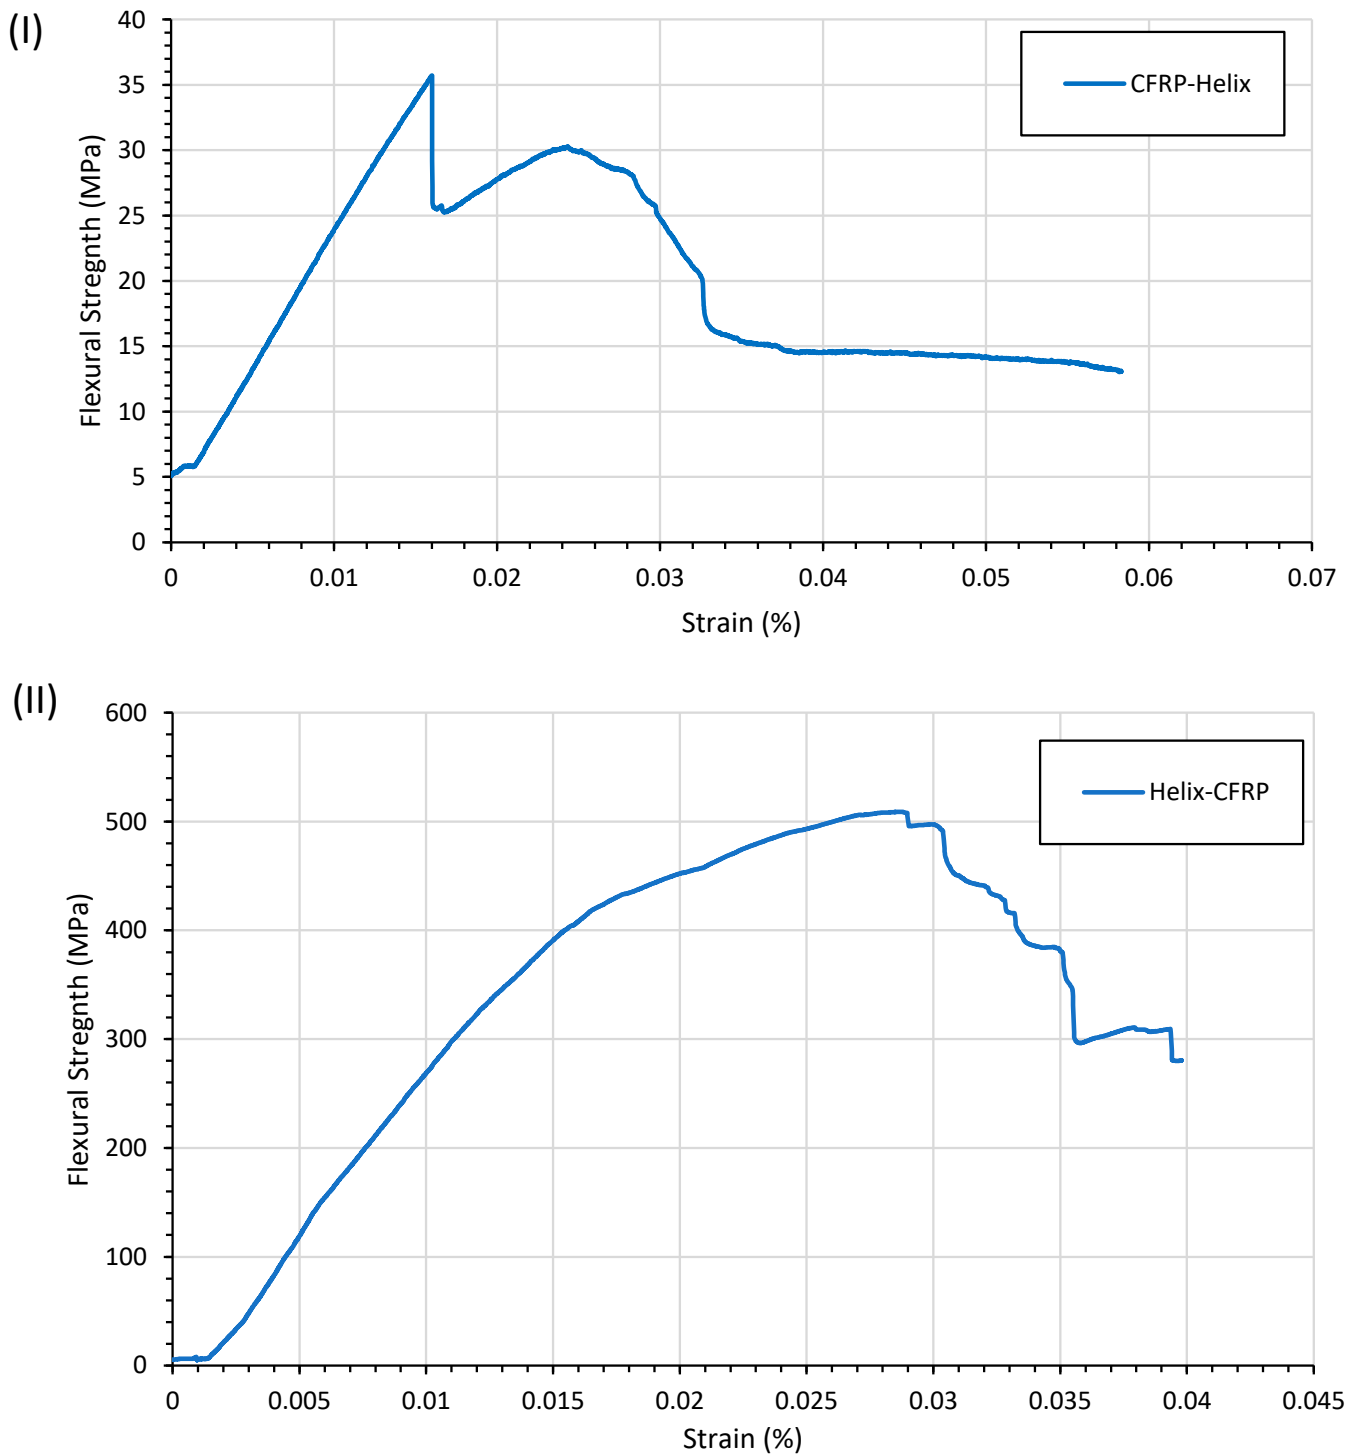 (I)
40
35
30
25
20
15
10
5
0
Flexural Stregnth (MPa)
CFRP-Helix
0 0.01 0.02 0.03 0.04 0.05 0.06 0.07
Strain (%)
(II)
600
500
400
300
200
100
0
Flexural Stregnth (MPa)
Helix-CFRP
0 0.005 0.01 0.015 0.02 0.025 0.03 0.035 0.04 0.045
Strain (%)